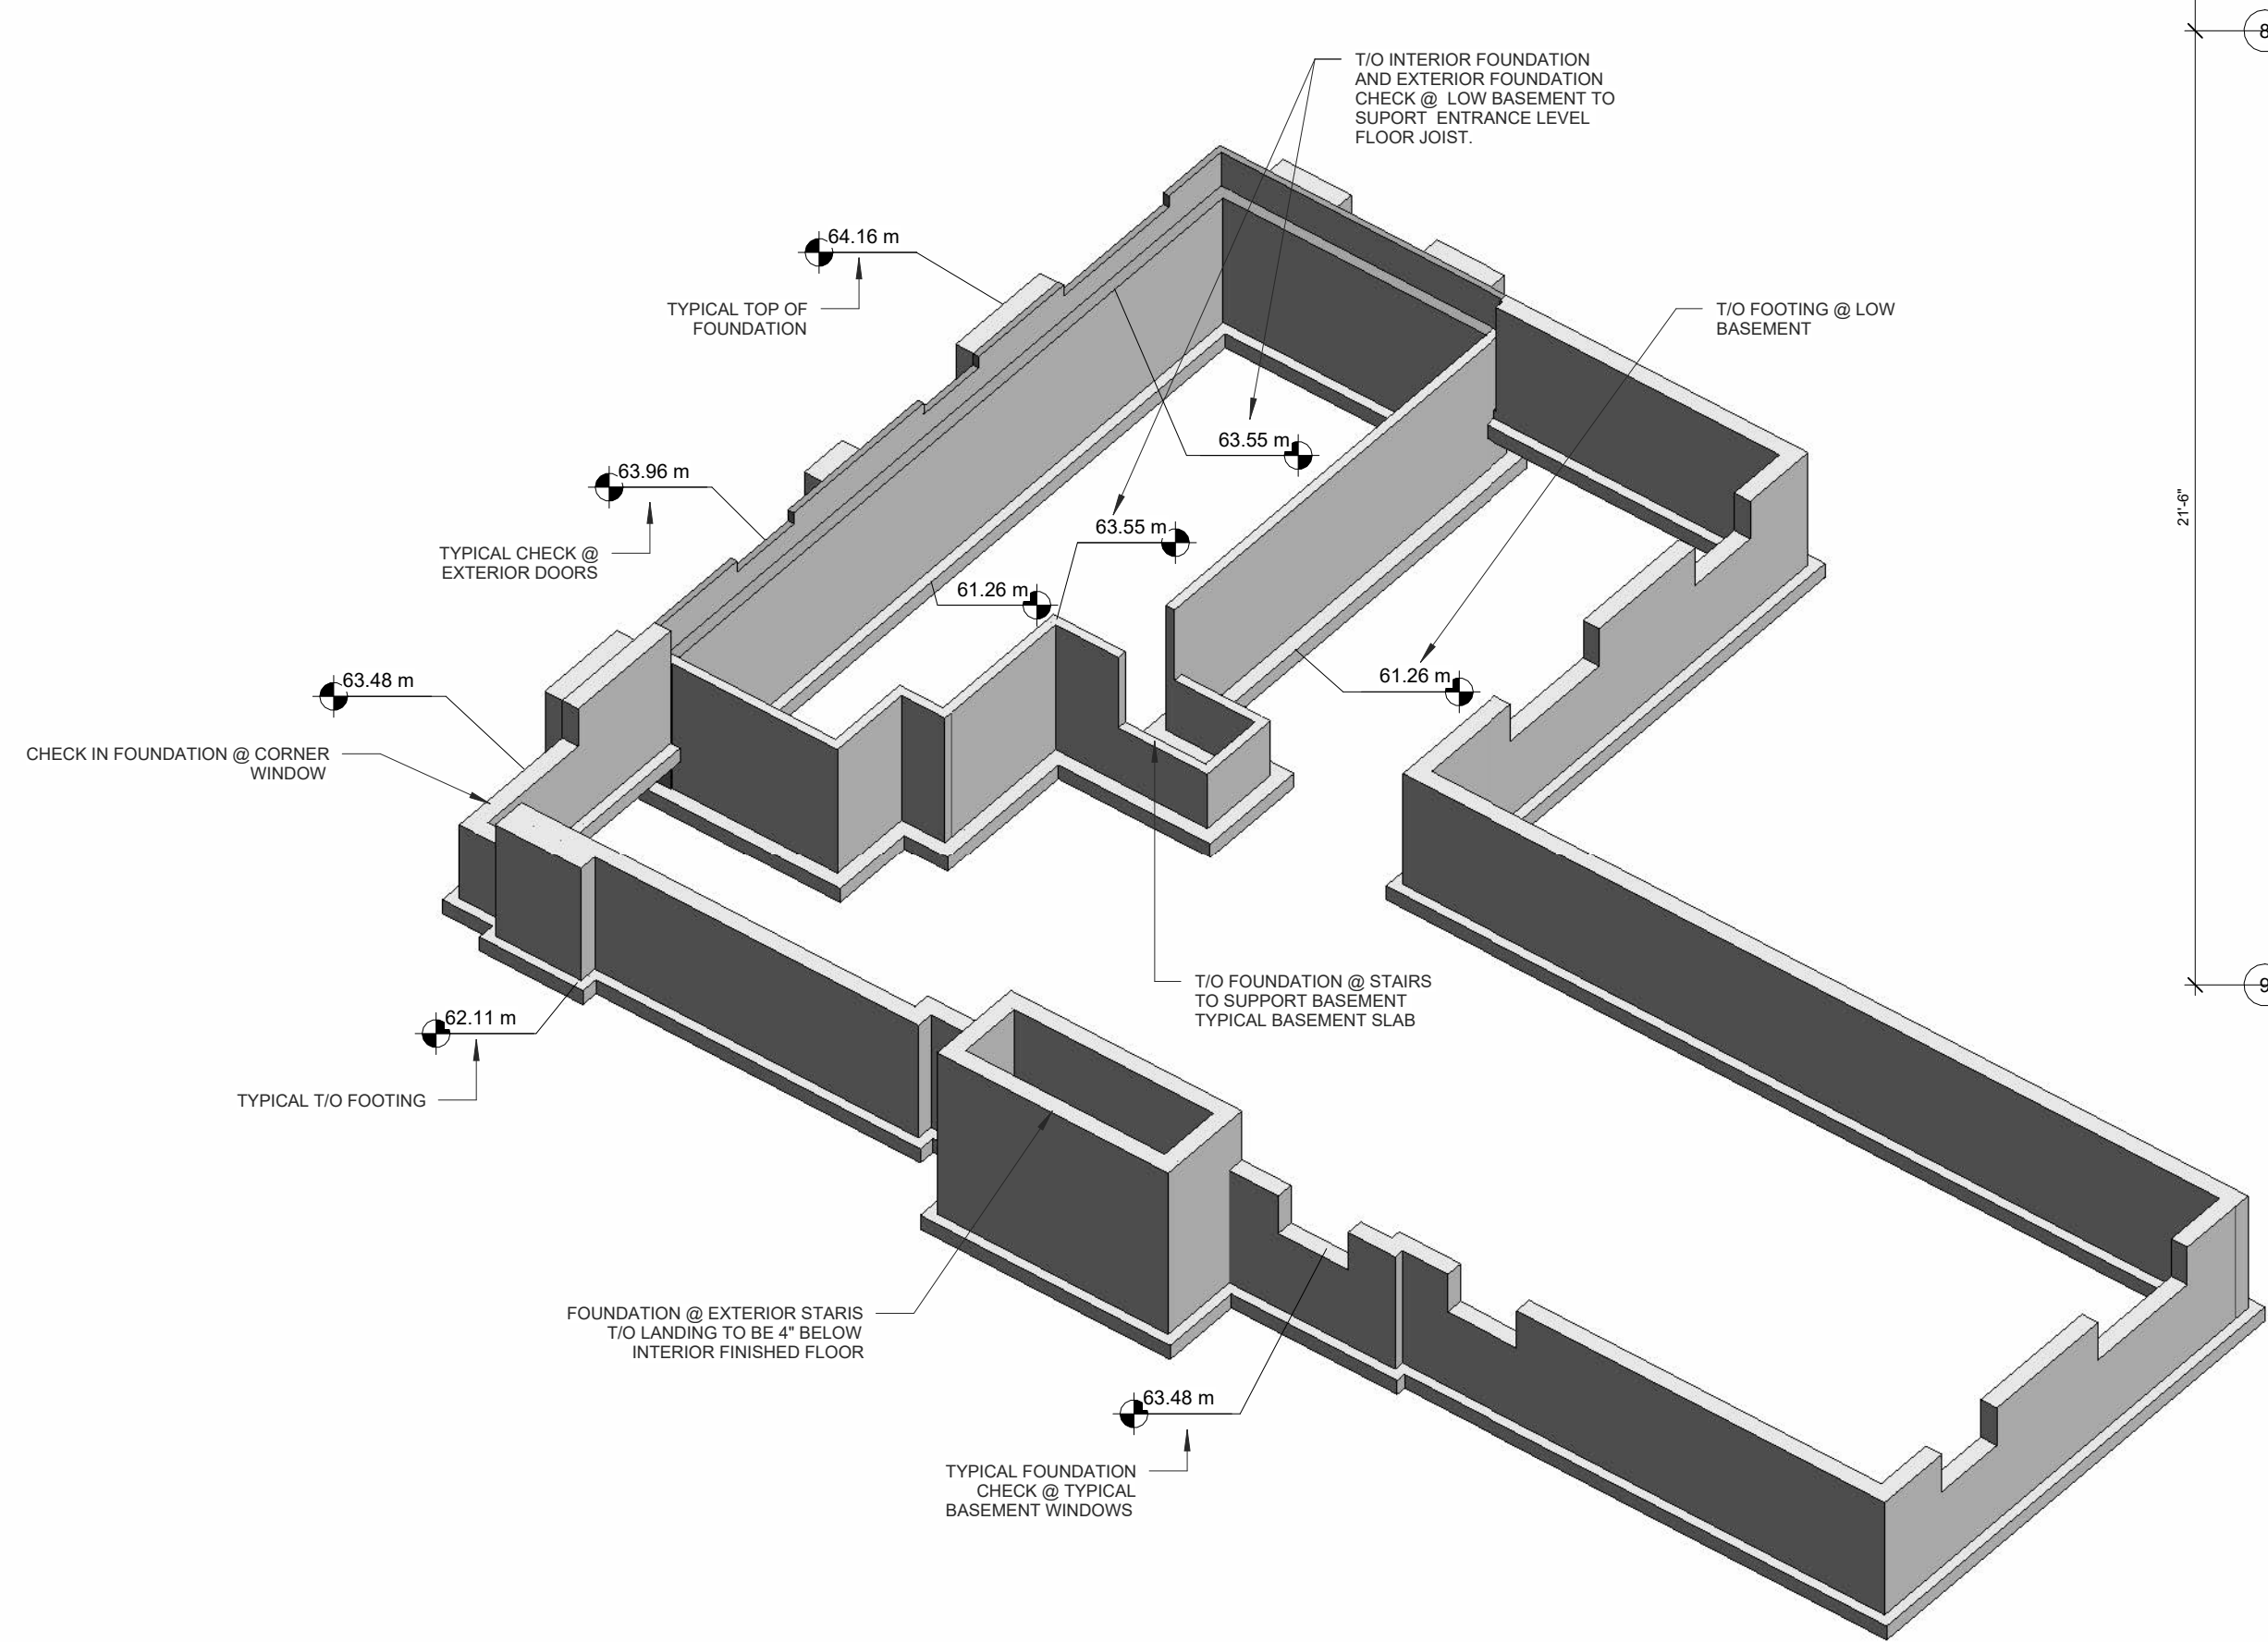 8
T/O INTERIOR FOUNDATION
AND EXTERIOR FOUNDATION
CHECK @ LOW BASEMENT TO
SUPORT ENTRANCE LEVEL
FLOOR JOIST.
64.16 m
TYPICAL TOP OF
FOUNDATION
T/O FOOTING @ LOW
BASEMENT
63.55 m
63.96 m
21'-6"
63.55 m
TYPICAL CHECK @
EXTERIOR DOORS
61.26 m
61.26 m
63.48 m
CHECK IN FOUNDATION @ CORNER
WINDOW
T/O FOUNDATION @ STAIRS
TO SUPPORT BASEMENT
TYPICAL BASEMENT SLAB
9
62.11 m
TYPICAL T/O FOOTING
FOUNDATION @ EXTERIOR STARIS
T/O LANDING TO BE 4" BELOW
INTERIOR FINISHED FLOOR
63.48 m
TYPICAL FOUNDATION
CHECK @ TYPICAL
BASEMENT WINDOWS